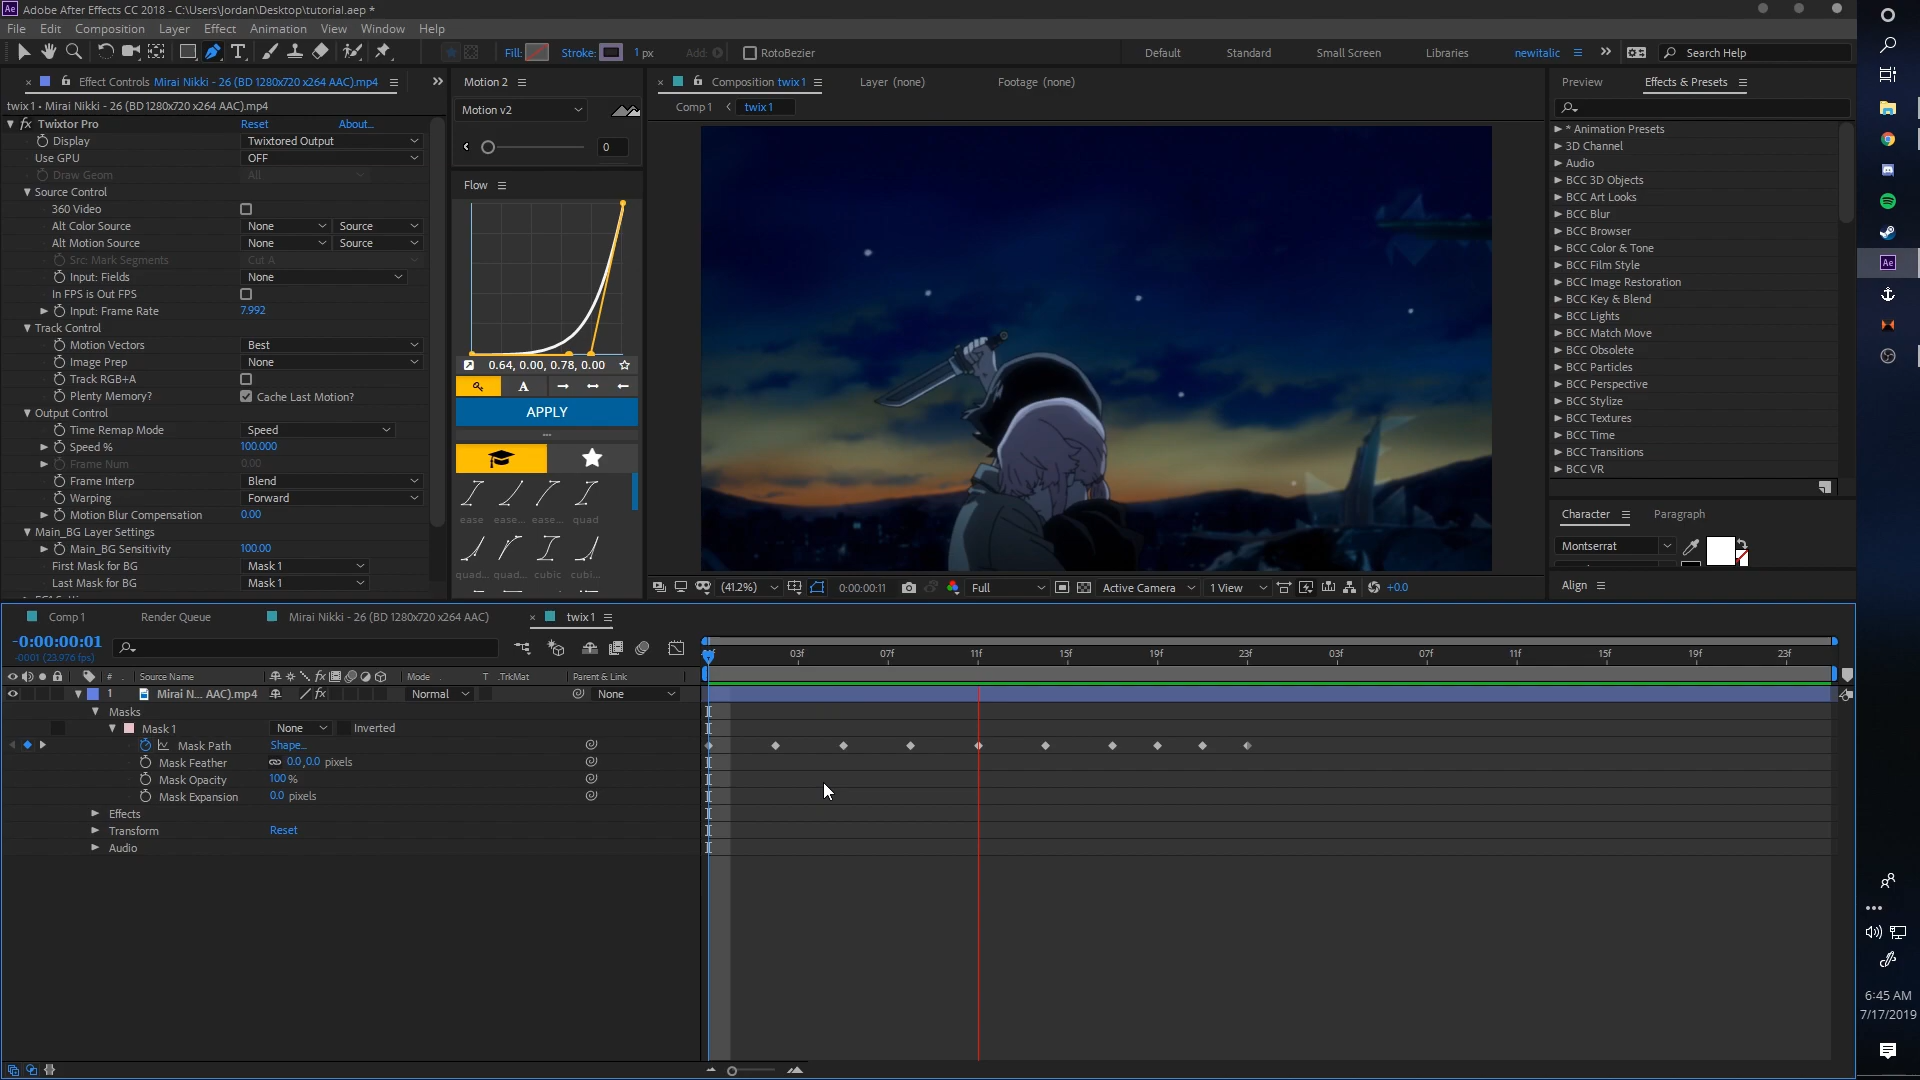 Ae Adobe After Effects CC 2018 - C:\Users\Jordan\Desktop\tutorial.aep *
File Edit Composition Layer Effect Animation View Window Help
T Fill: Stroke: 1 px Add: RotoBezier Default Standard Small Screen Libraries newitalic Search Help
Effect Controls Mirai Nikki - 26 (BD 1280x720 x264 AAC).mp4
twix1 • Mirai Nikki - 26 (BD 1280x720 x264 AAC).mp4
fx Twixtor Pro Reset About...
Display Twixtored Output
Use GPU OFF
Draw Geom All
Source Control
360 Video
Alt Color Source None Source
Alt Motion Source None Source
Src: Mark Segments Cut A
Input: Fields None
In FPS is Out FPS
Input: Frame Rate 7.992
Track Control
Motion Vectors Best
Image Prep None
Track RGB+A
Plenty Memory? Cache Last Motion?
Output Control
Time Remap Mode Speed
Speed % 100.000
Frame Num 0.00
Frame Interp Blend
Warping Forward
Motion Blur Compensation 0.00
Main_BG Layer Settings
Main_BG Sensitivity 100.00
First Mask for BG Mask 1
Last Mask for BG Mask 1
Motion 2
Motion v2
0
Flow
0.64, 0.00, 0.78, 0.00
A
APPLY
ease ease... ease... quad
quad... quad... cubic cubi...
Composition twix1 Layer (none) Footage (none)
Comp 1 twix1
(41.2%) 0:00:00:11 Full Active Camera 1 View +0.0
Preview Effects & Presets
* Animation Presets
3D Channel
Audio
BCC 3D Objects
BCC Art Looks
BCC Blur
BCC Browser
BCC Color & Tone
BCC Film Style
BCC Image Restoration
BCC Key & Blend
BCC Lights
BCC Match Move
BCC Obsolete
BCC Particles
BCC Perspective
BCC Stylize
BCC Textures
BCC Time
BCC Transitions
BCC VR
Character Paragraph
Montserrat
Align
Comp 1 Render Queue Mirai Nikki - 26 (BD 1280x720 x264 AAC) twix1
-0:00:00:01
-0001 (23.976 fps)
03f 07f 11f 15f 19f 23f 03f 07f 11f 15f 19f 23f
# Source Name fx Mode T .TrkMat Parent & Link
1 Mirai N... AAC).mp4 fx Normal None
Masks
Mask 1 None Inverted
Mask Path Shape...
Mask Feather 0.0,0.0 pixels
Mask Opacity 100 %
Mask Expansion 0.0 pixels
Effects
Transform Reset
Audio
Ae
6:45 AM
7/17/2019